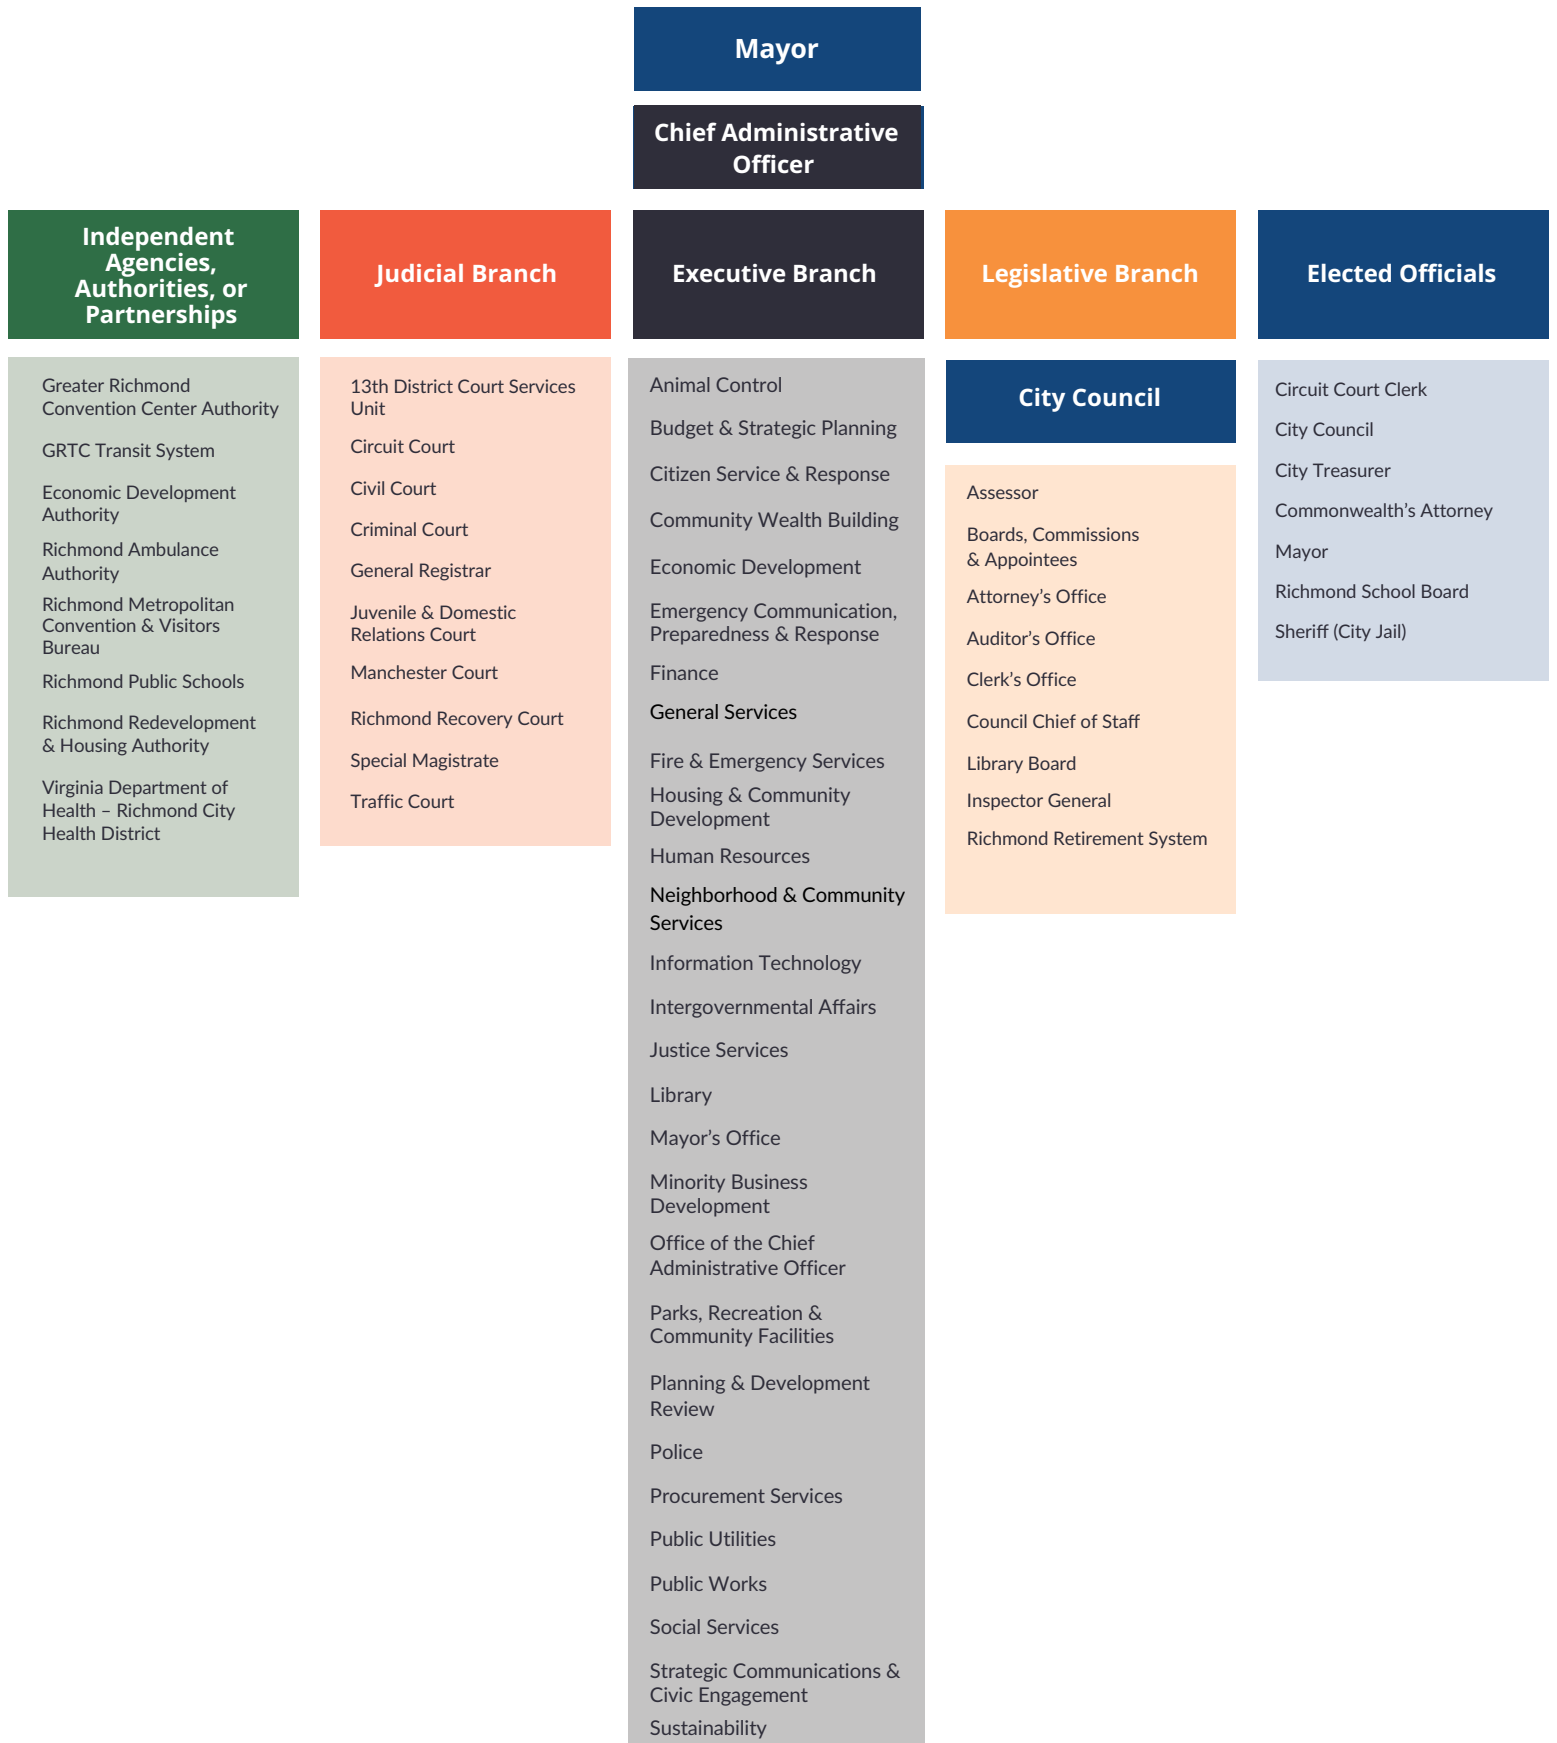 Mayor
Chief Administrative
Officer
Independent
Agencies,
Authorities, or
Partnerships
Greater Richmond
Convention Center Authority
GRTC Transit System
Economic Development
Authority
Richmond Ambulance
Authority
Richmond Metropolitan
Convention & Visitors
Bureau
Richmond Public Schools
Richmond Redevelopment
& Housing Authority
Virginia Department of
Health – Richmond City
Health District
Judicial Branch
13th District Court Services
Unit
Circuit Court
Civil Court
Criminal Court
General Registrar
Juvenile & Domestic
Relations Court
Manchester Court
Richmond Recovery Court
Special Magistrate
Traffic Court
Executive Branch
Animal Control
Budget & Strategic Planning
Citizen Service & Response
Community Wealth Building
Economic Development
Emergency Communication,
Preparedness & Response
Finance
General Services
Fire & Emergency Services
Housing & Community
Development
Human Resources
Neighborhood & Community
Services
Information Technology
Intergovernmental Affairs
Justice Services
Library
Mayor’s Office
Minority Business
Development
Office of the Chief
Administrative Officer
Parks, Recreation &
Community Facilities
Planning & Development
Review
Police
Procurement Services
Public Utilities
Public Works
Social Services
Strategic Communications &
Civic Engagement
Sustainability
Legislative Branch
City Council
Assessor
Boards, Commissions
& Appointees
Attorney’s Office
Auditor’s Office
Clerk’s Office
Council Chief of Staff
Library Board
Inspector General
Richmond Retirement System
Elected Officials
Circuit Court Clerk
City Council
City Treasurer
Commonwealth’s Attorney
Mayor
Richmond School Board
Sheriff (City Jail)